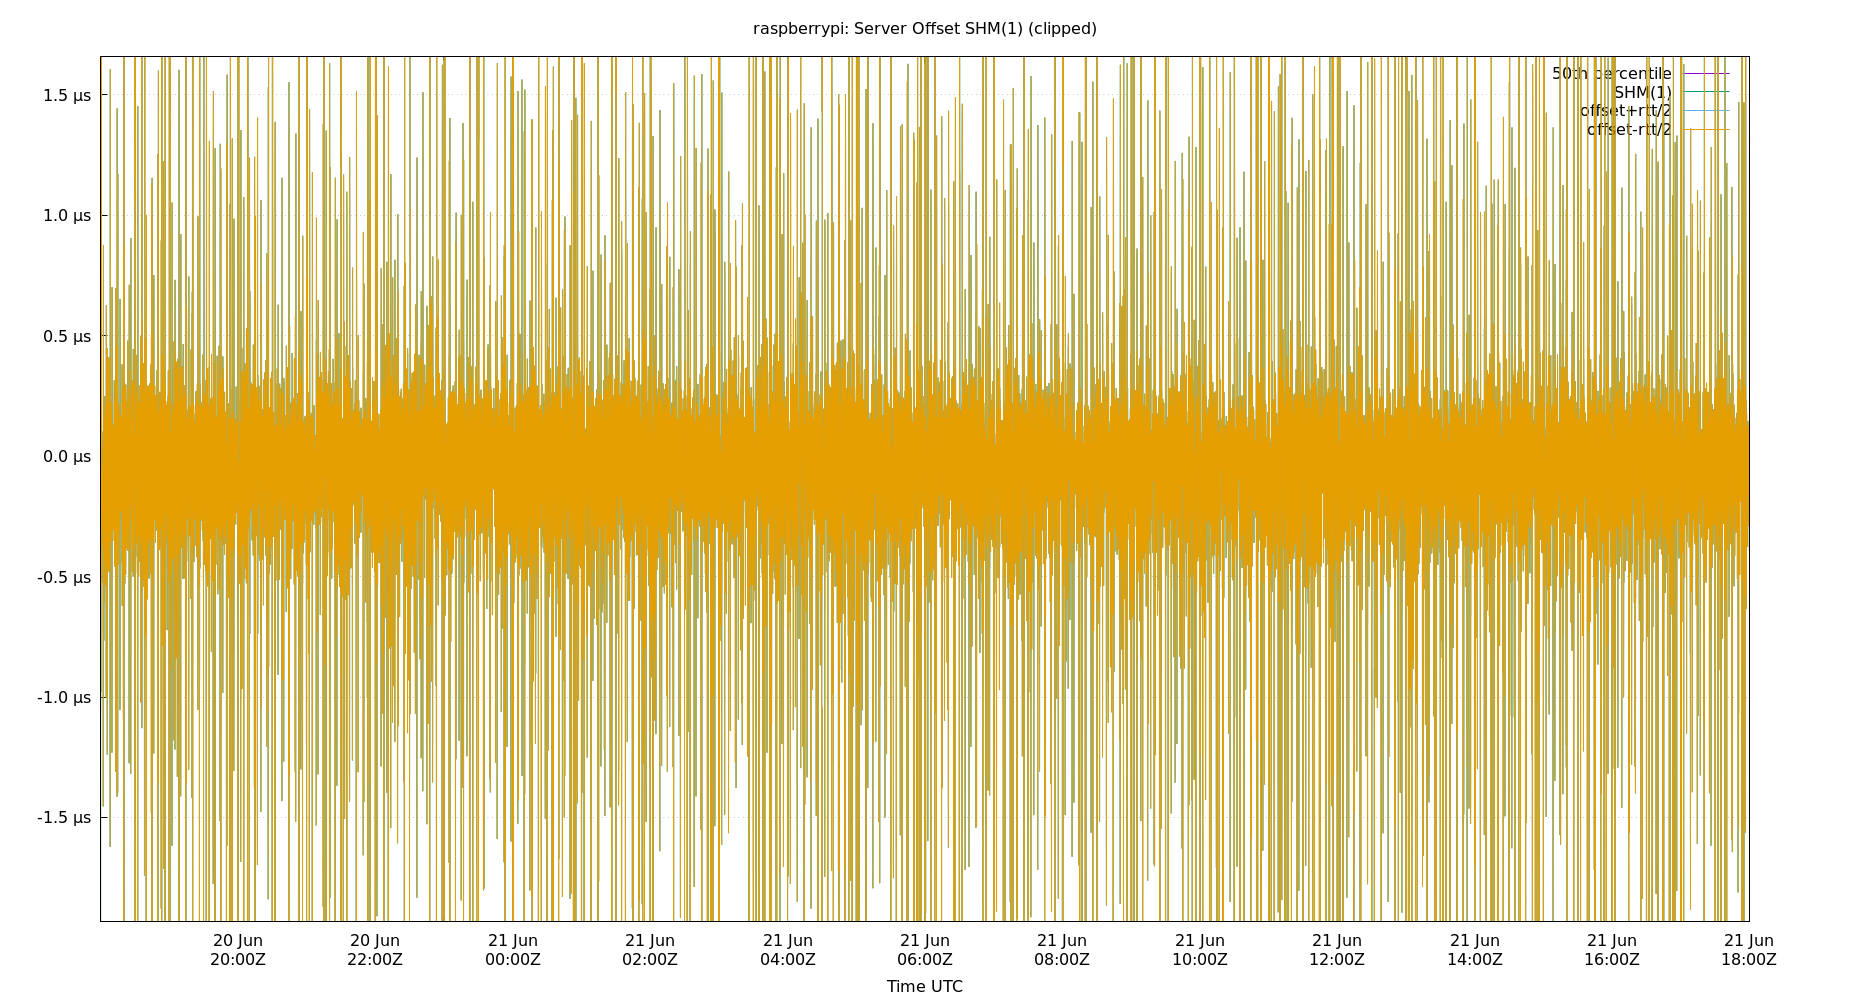 raspberrypi: Server Offset SHM(1) (clipped)
50th percentile
SHM(1)
offset+rtt/2
offset-rtt/2
1.5 µs
1.0 µs
0.5 µs
0.0 µs
-0.5 µs
-1.0 µs
-1.5 µs
20 Jun 20 Jun 21 Jun 21 Jun 21 Jun 21 Jun 21 Jun 21 Jun 21 Jun 21 Jun 21 Jun 21 Jun
20:00Z 22:00Z 00:00Z 02:00Z 04:00Z 06:00Z 08:00Z 10:00Z 12:00Z 14:00Z 16:00Z 18:00Z
Time UTC